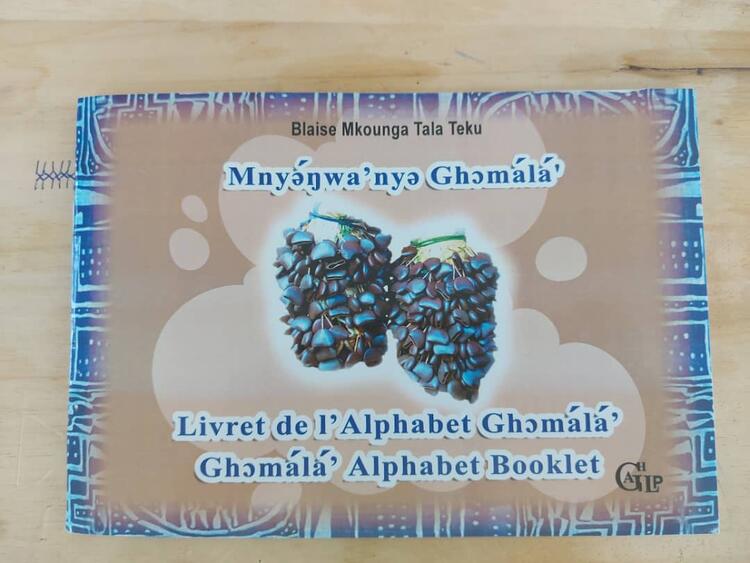 Blaise Mkounga Tala Teku
Mnyə́ŋwa’nyə Ghɔmálá'
Livret de l’Alphabet Ghɔmálá’
Ghɔmálá’ Alphabet Booklet